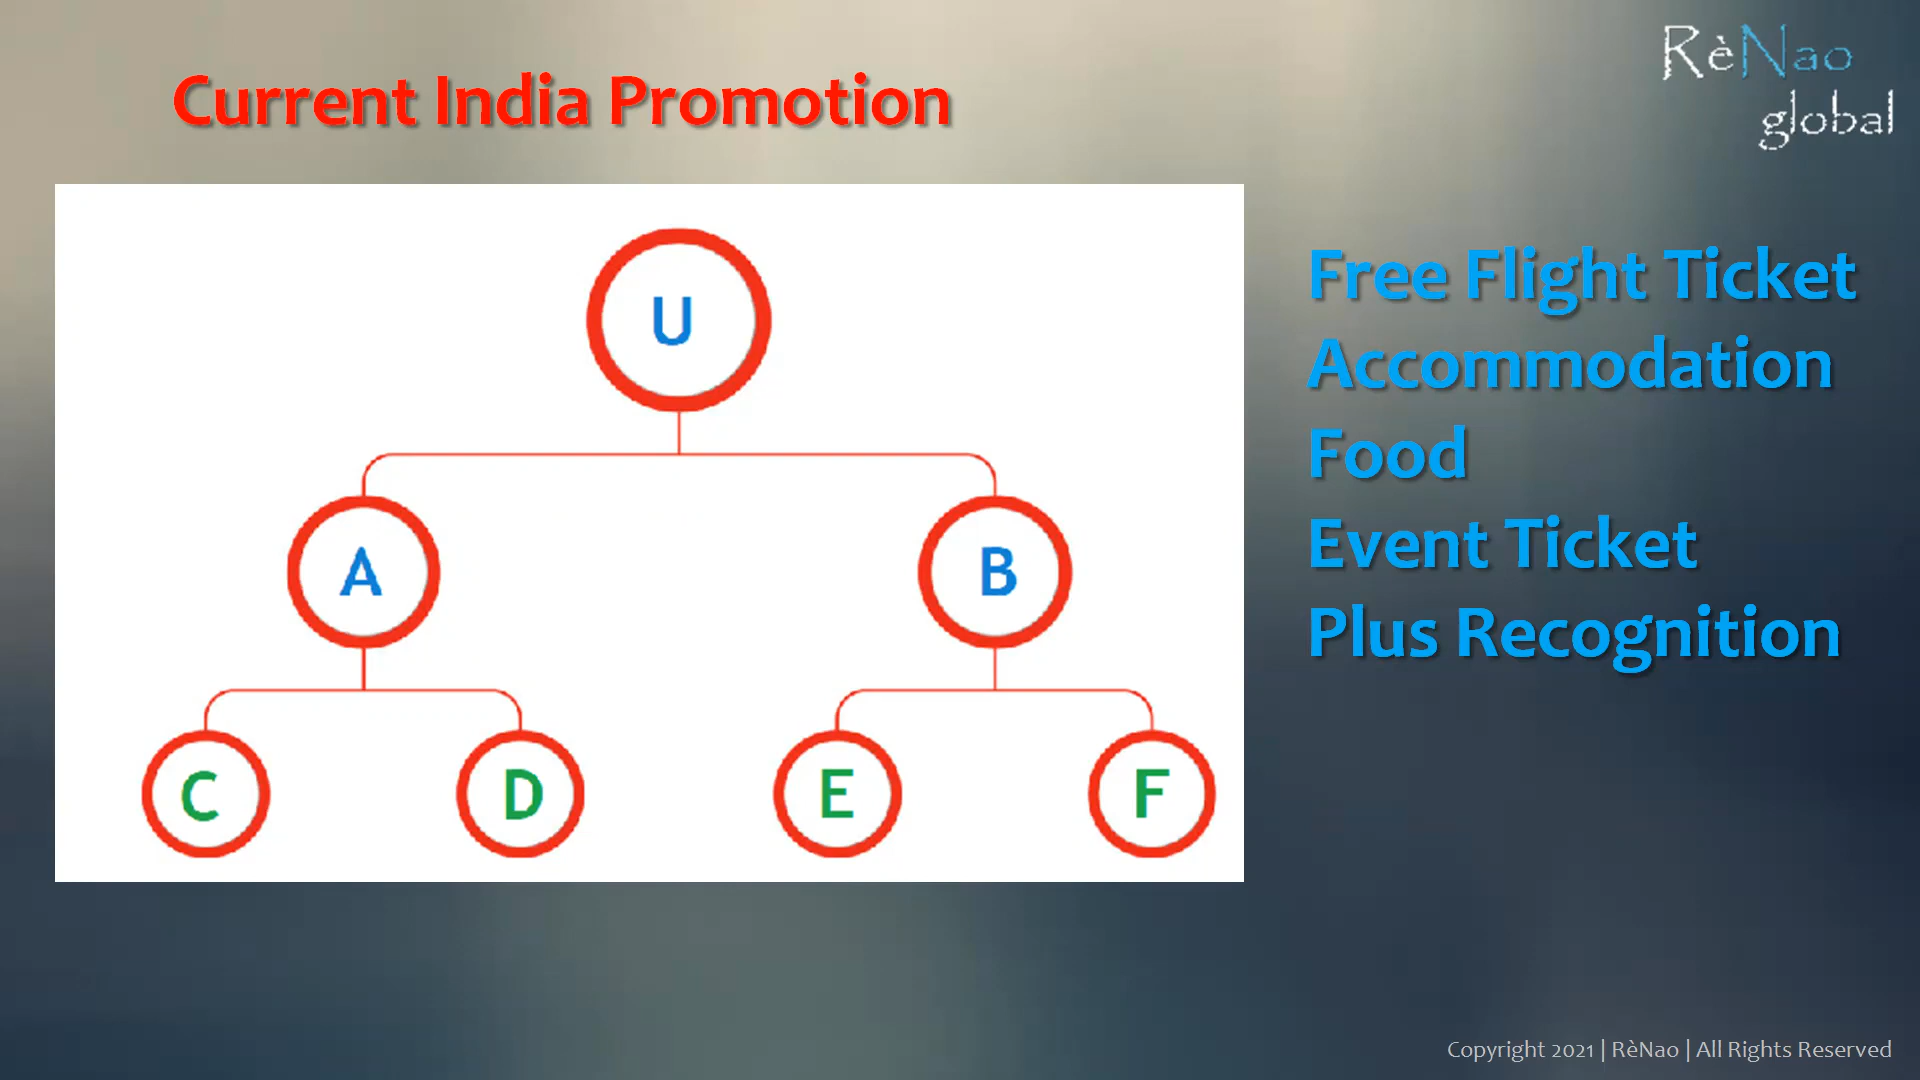 Current India Promotion
RèNao
global
U
A
B
C
D
E
F
Free Flight Ticket
Accommodation
Food
Event Ticket
Plus Recognition
Copyright 2021 | RèNao | All Rights Reserved